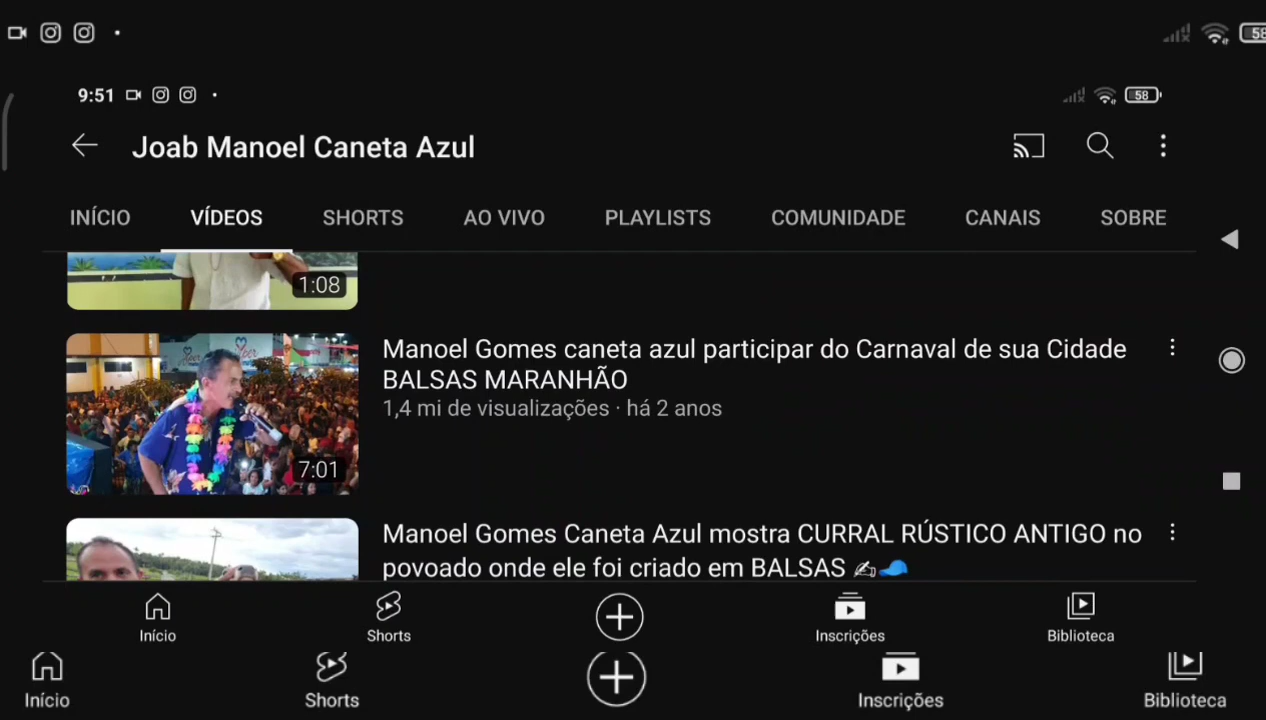 58
9:51
58
Joab Manoel Caneta Azul
INÍCIO
VÍDEOS
SHORTS
AO VIVO
PLAYLISTS
COMUNIDADE
CANAIS
SOBRE
1:08
Manoel Gomes caneta azul participar do Carnaval de sua Cidade
BALSAS MARANHÃO
1,4 mi de visualizações · há 2 anos
7:01
Manoel Gomes Caneta Azul mostra CURRAL RÚSTICO ANTIGO no
povoado onde ele foi criado em BALSAS ✍️🧢
Início
Shorts
Inscrições
Biblioteca
Início
Shorts
Inscrições
Biblioteca